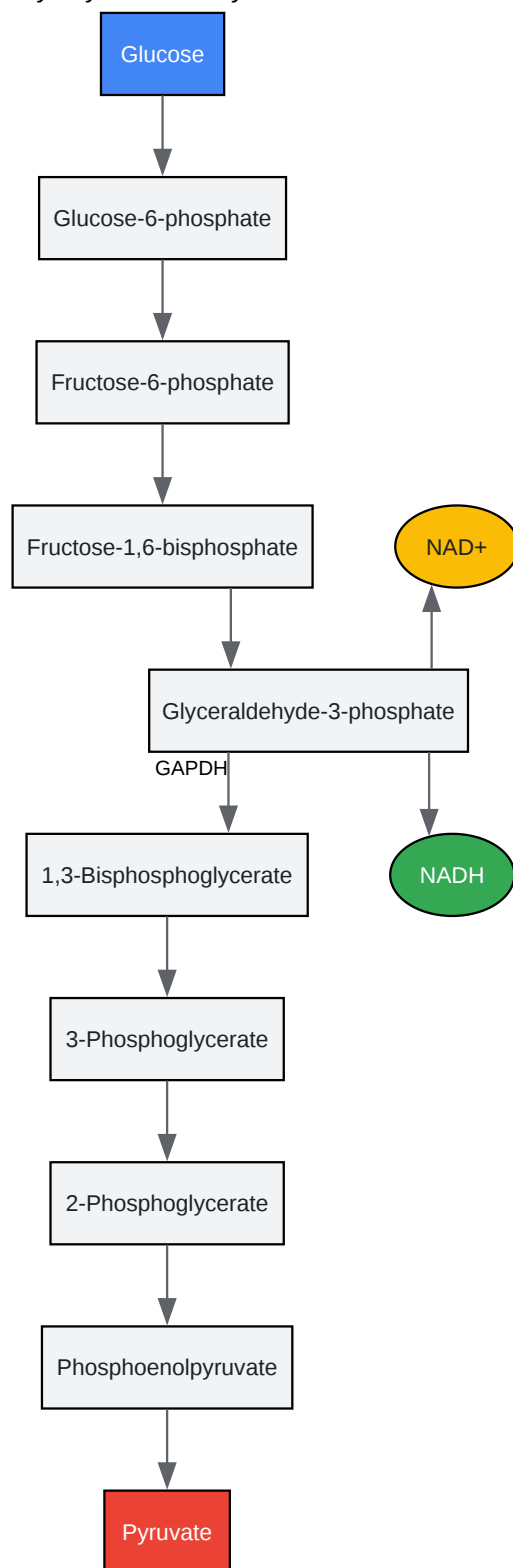 Glucose
Glucose-6-phosphate
Fructose-6-phosphate
Fructose-1,6-bisphosphate
NAD+
Glyceraldehyde-3-phosphate
GAPDH
1,3-Bisphosphoglycerate
NADH
3-Phosphoglycerate
2-Phosphoglycerate
Phosphoenolpyruvate
Pyruvate